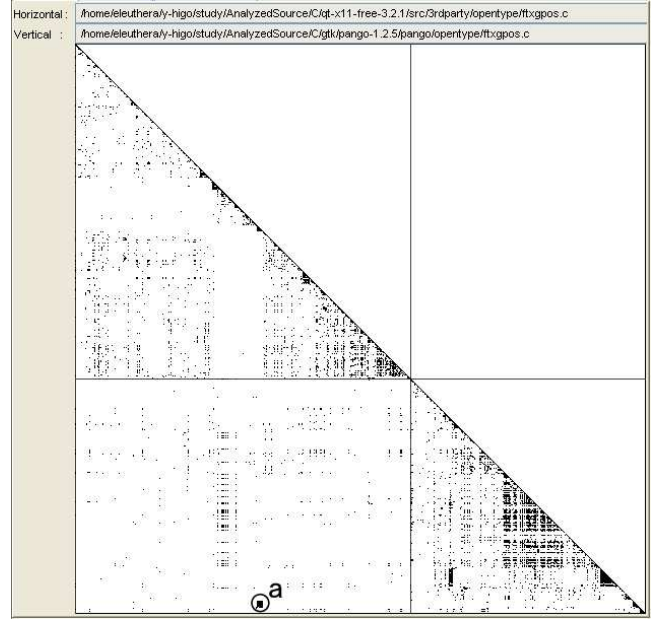 Horizontal : /home/eleuthera/y-higo/study/AnalyzedSource/C/qt-x11-free-3.2.1/src/3rdparty/opentype/ftxgpos.c
Vertical : /home/eleuthera/y-higo/study/AnalyzedSource/C/gtk/pango-1.2.5/pango/opentype/ftxgpos.c
a